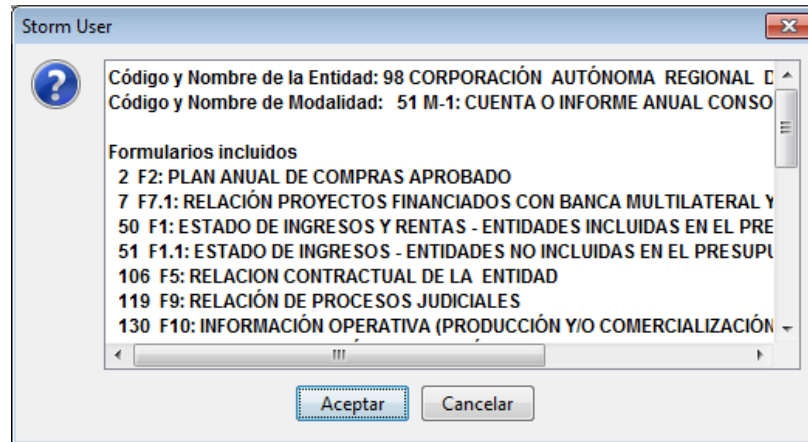 Storm User
Código y Nombre de la Entidad: 98 CORPORACIÓN AUTÓNOMA REGIONAL D
Código y Nombre de Modalidad: 51 M-1: CUENTA O INFORME ANUAL CONSO
Formularios incluidos
2 F2: PLAN ANUAL DE COMPRAS APROBADO
7 F7.1: RELACIÓN PROYECTOS FINANCIADOS CON BANCA MULTILATERAL Y
50 F1: ESTADO DE INGRESOS Y RENTAS - ENTIDADES INCLUIDAS EN EL PRE
51 F1.1: ESTADO DE INGRESOS - ENTIDADES NO INCLUIDAS EN EL PRESUPU
106 F5: RELACION CONTRACTUAL DE LA ENTIDAD
119 F9: RELACIÓN DE PROCESOS JUDICIALES
130 F10: INFORMACIÓN OPERATIVA (PRODUCCIÓN Y/O COMERCIALIZACIÓN
Aceptar Cancelar